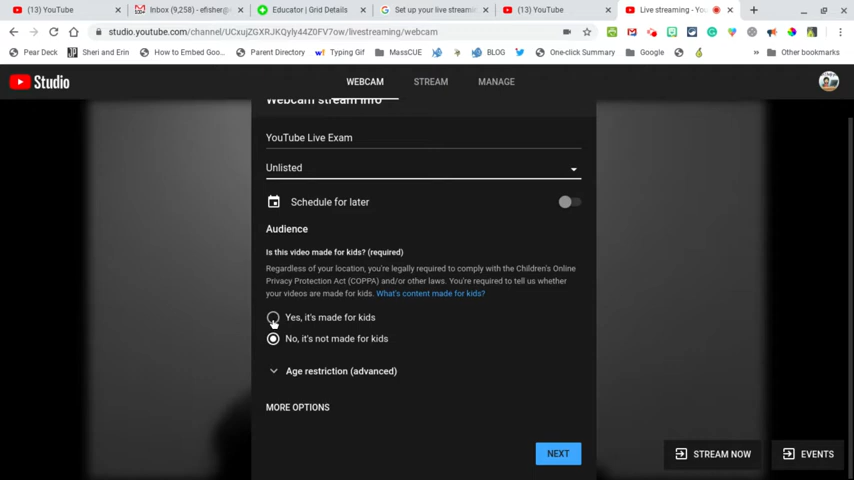 (13) YouTube
Inbox (9,258) - efisher@
Educator | Grid Details
Set up your live streamin
(13) YouTube
Live streaming - You
studio.youtube.com/channel/UCxujZGXRJKQyly44Z0FV7ow/livestreaming/webcam
Pear Deck
Sheri and Erin
How to Embed Goo...
Parent Directory
Typing Gif
MassCUE
BLOG
One-click Summary
Google
Other bookmarks
Studio
WEBCAM
STREAM
MANAGE
Webcam stream info
YouTube Live Exam
Unlisted
Schedule for later
Audience
Is this video made for kids? (required)
Regardless of your location, you're legally required to comply with the Children's Online
Privacy Protection Act (COPPA) and/or other laws. You're required to tell us whether
your videos are made for kids. What's content made for kids?
Yes, it's made for kids
No, it's not made for kids
Age restriction (advanced)
MORE OPTIONS
NEXT
STREAM NOW
EVENTS